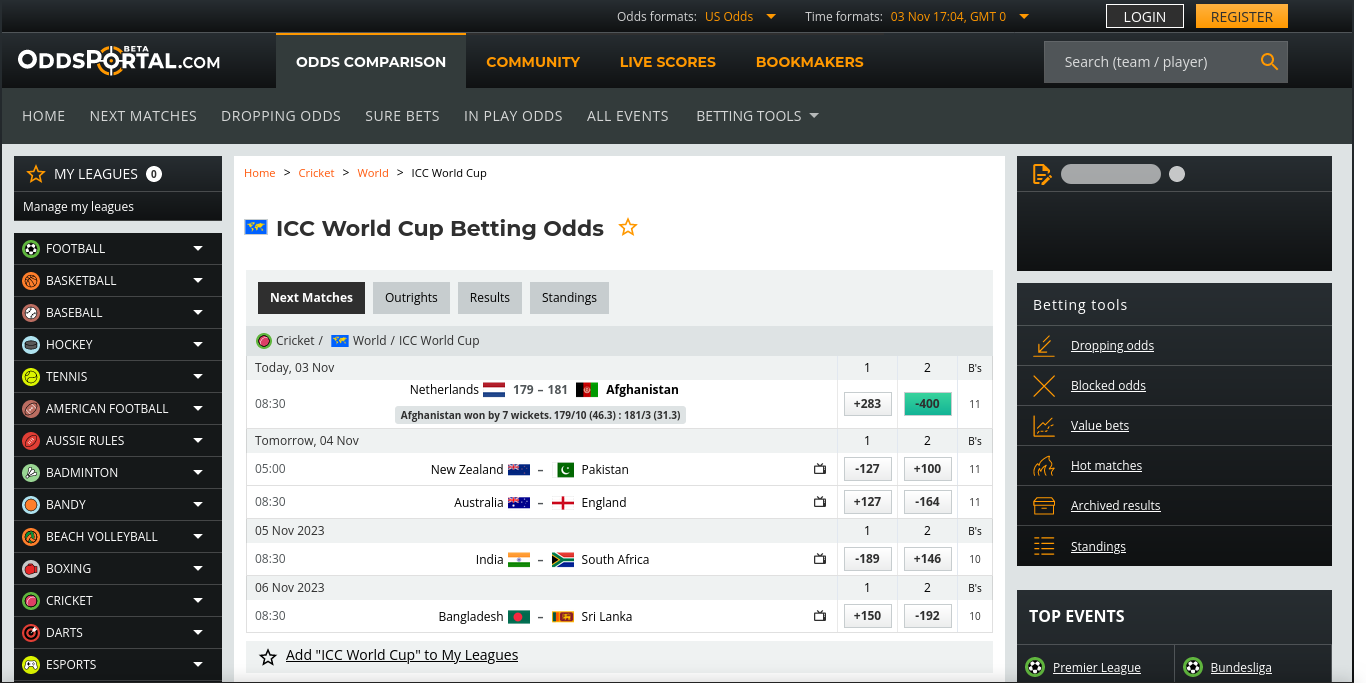 Odds formats: US Odds Time formats: 03 Nov 17:04, GMT 0 LOGIN REGISTER
ODDSPORTAL.COM BETA ODDS COMPARISON COMMUNITY LIVE SCORES BOOKMAKERS Search (team / player)
HOME NEXT MATCHES DROPPING ODDS SURE BETS IN PLAY ODDS ALL EVENTS BETTING TOOLS
MY LEAGUES 0
Manage my leagues
FOOTBALL
BASKETBALL
BASEBALL
HOCKEY
TENNIS
AMERICAN FOOTBALL
AUSSIE RULES
BADMINTON
BANDY
BEACH VOLLEYBALL
BOXING
CRICKET
DARTS
ESPORTS
Home > Cricket > World > ICC World Cup
ICC World Cup Betting Odds
Next Matches Outrights Results Standings
Cricket / World / ICC World Cup
Today, 03 Nov 1 2 B's
Netherlands 179 – 181 Afghanistan
08:30 +283 -400 11
Afghanistan won by 7 wickets. 179/10 (46.3) : 181/3 (31.3)
Tomorrow, 04 Nov 1 2 B's
05:00 New Zealand – Pakistan -127 +100 11
08:30 Australia – England +127 -164 11
05 Nov 2023 1 2 B's
08:30 India – South Africa -189 +146 10
06 Nov 2023 1 2 B's
08:30 Bangladesh – Sri Lanka +150 -192 10
Add "ICC World Cup" to My Leagues
Betting tools
Dropping odds
Blocked odds
Value bets
Hot matches
Archived results
Standings
TOP EVENTS
Premier League Bundesliga